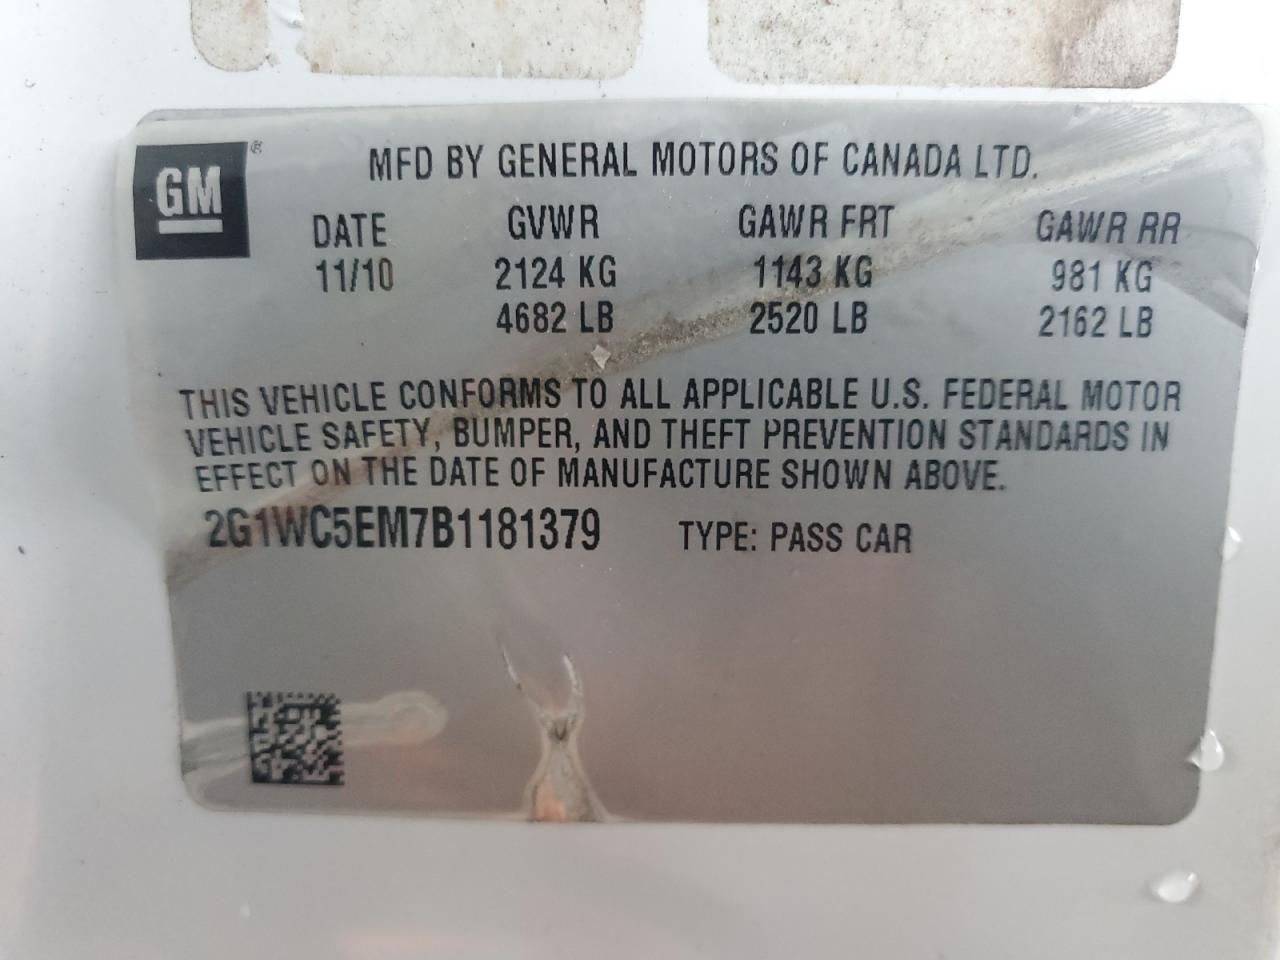 GM ®
MFD BY GENERAL MOTORS OF CANADA LTD.
DATE GVWR GAWR FRT GAWR RR
11/10 2124 KG 1143 KG 981 KG
4682 LB 2520 LB 2162 LB
THIS VEHICLE CONFORMS TO ALL APPLICABLE U.S. FEDERAL MOTOR
VEHICLE SAFETY, BUMPER, AND THEFT PREVENTION STANDARDS IN
EFFECT ON THE DATE OF MANUFACTURE SHOWN ABOVE.
2G1WC5EM7B1181379 TYPE: PASS CAR